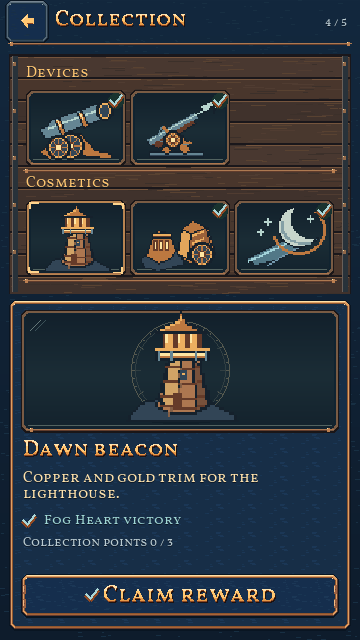 Collection
4 / 5
Devices
Cosmetics
Dawn beacon
Copper and gold trim for the
lighthouse.
Fog Heart victory
Collection points 0 / 3
Claim reward